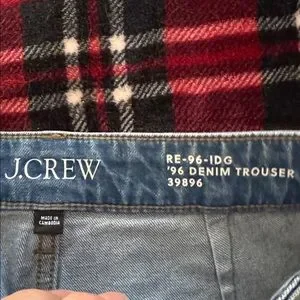 J.CREW
RE-96-IDG
'96 DENIM TROUSER
39896
MADE IN
CAMBODIA